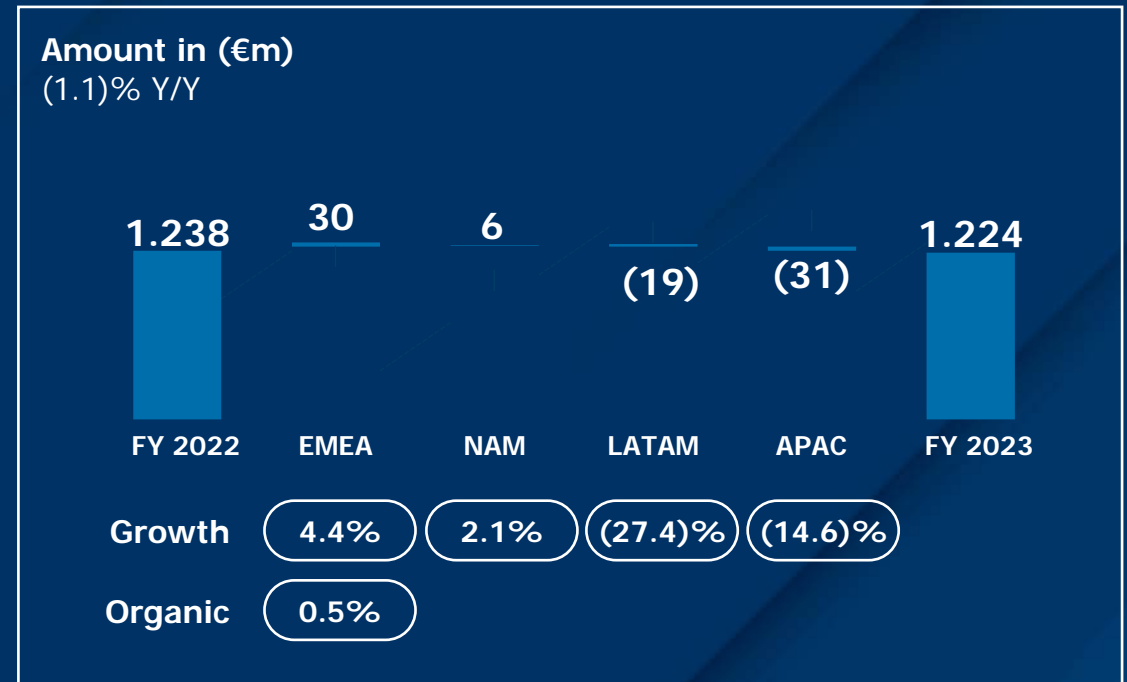 Amount in (€m)
(1.1)% Y/Y
1.238 30 6 (19) (31) 1.224
FY 2022 EMEA NAM LATAM APAC FY 2023
Growth 4.4% 2.1% (27.4)% (14.6)%
Organic 0.5%